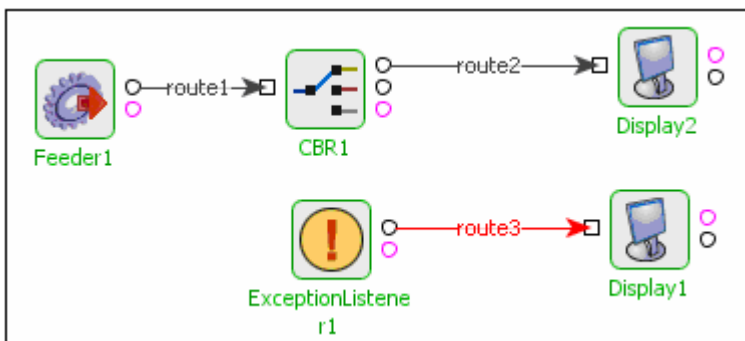 route1
route2
Feeder1
CBR1
Display2
route3
ExceptionListene
r1
Display1